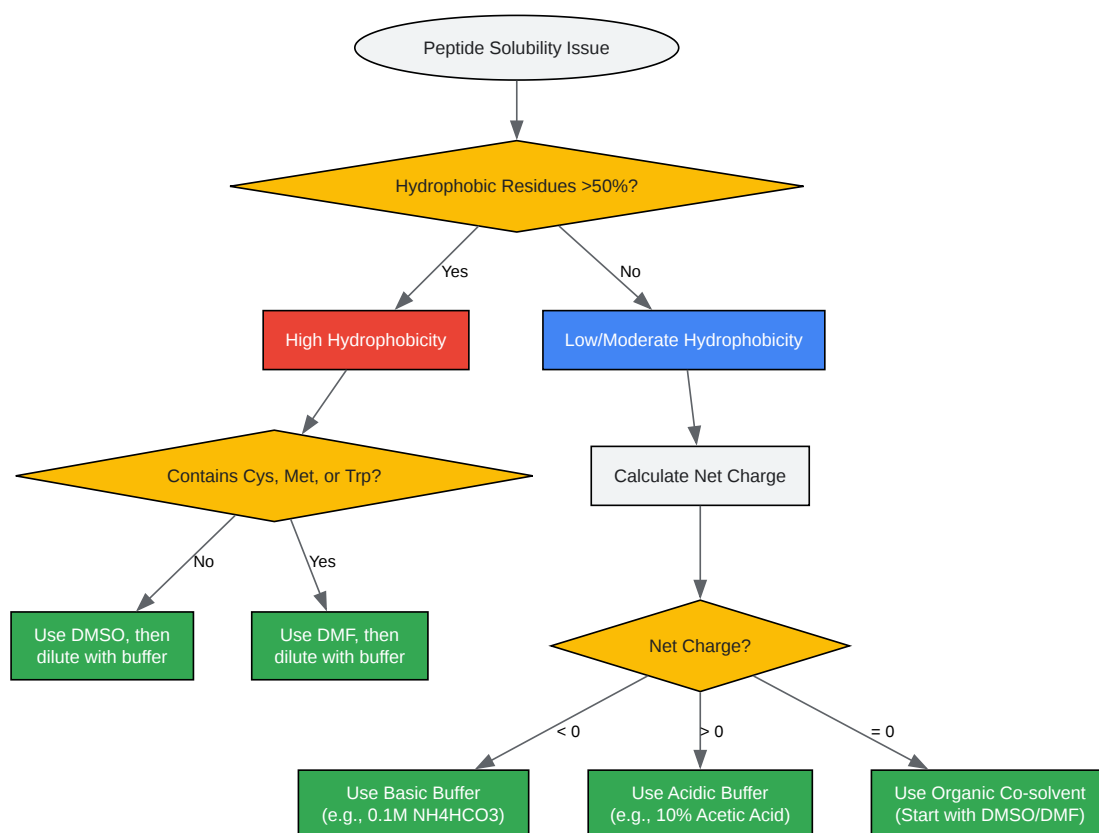 Peptide Solubility Issue
Hydrophobic Residues >50%?
Yes
No
High Hydrophobicity
Low/Moderate Hydrophobicity
Contains Cys, Met, or Trp?
Calculate Net Charge
No
Yes
Use DMSO, then
dilute with buffer
Use DMF, then
dilute with buffer
Net Charge?
< 0
> 0
= 0
Use Basic Buffer
(e.g., 0.1M NH4HCO3)
Use Acidic Buffer
(e.g., 10% Acetic Acid)
Use Organic Co-solvent
(Start with DMSO/DMF)